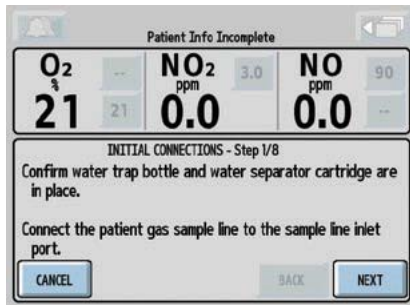 Patient Info Incomplete
O2 -- NO2 3.0 NO 90
% ppm ppm
21 21 0.0 0.0 --
INITIAL CONNECTIONS - Step 1/8
Confirm water trap bottle and water separator cartridge are
in place.
Connect the patient gas sample line to the sample line inlet
port.
CANCEL BACK NEXT